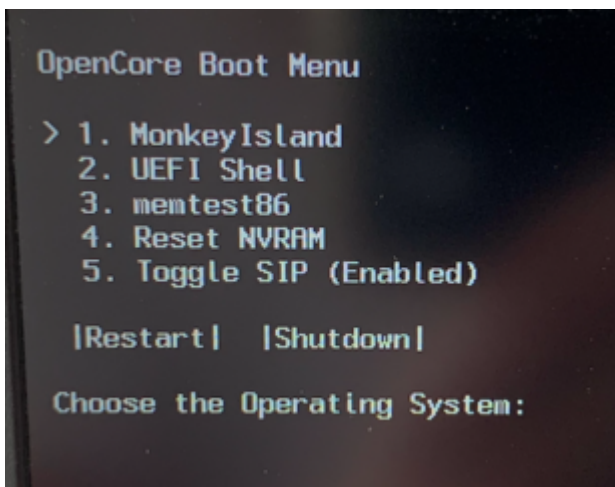 OpenCore Boot Menu
> 1. MonkeyIsland
2. UEFI Shell
3. memtest86
4. Reset NVRAM
5. Toggle SIP (Enabled)
|Restart| |Shutdown|
Choose the Operating System: